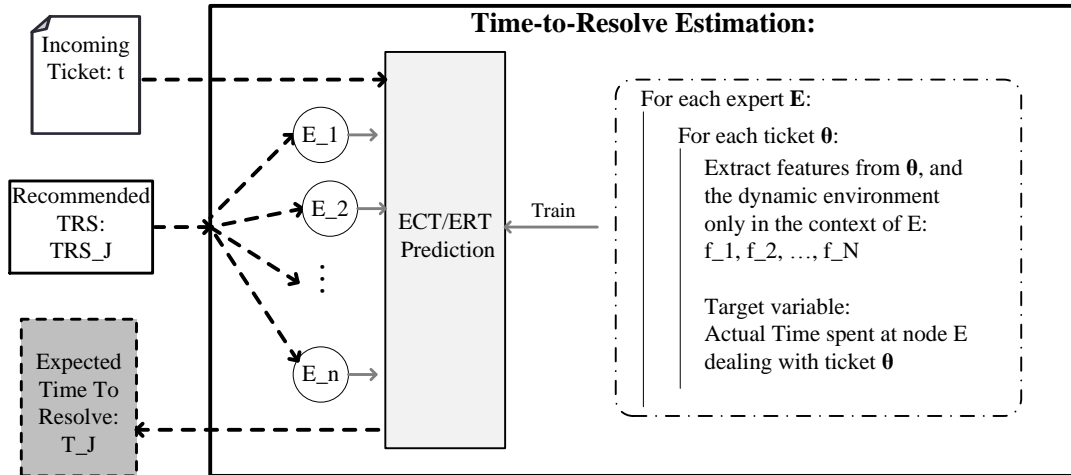 Time-to-Resolve Estimation:
Incoming
Ticket: t
Recommended
TRS:
TRS_J
Expected
Time To
Resolve:
T_J
E_1
E_2
⋮
E_n
ECT/ERT
Prediction
Train
For each expert E:
For each ticket θ:
Extract features from θ, and
the dynamic environment
only in the context of E:
f_1, f_2, …, f_N
Target variable:
Actual Time spent at node E
dealing with ticket θ